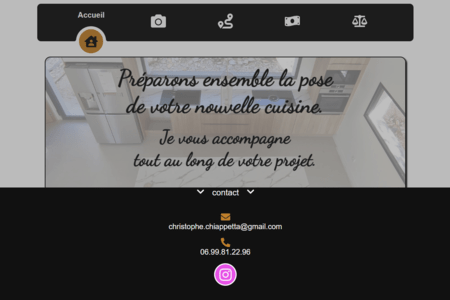 Accueil
Préparons ensemble la pose
de votre nouvelle cuisine.
Je vous accompagne
tout au long de votre projet.
contact
christophe.chiappetta@gmail.com
06.99.81.22.96